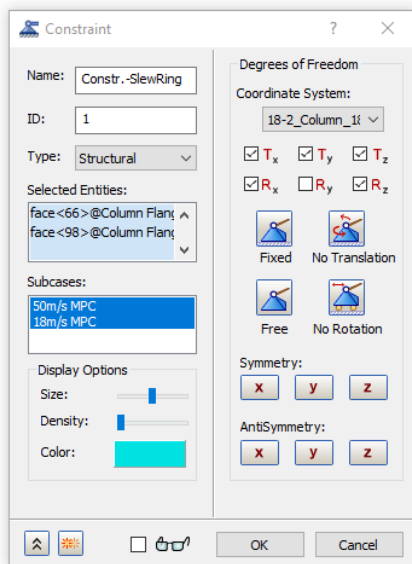 Constraint
Name:
Constr.-SlewRing
ID:
1
Type:
Structural
Selected Entities:
face<66>@Column Flang
face<98>@Column Flang
Subcases:
50m/s MPC
18m/s MPC
Display Options
Size:
Density:
Color:
Degrees of Freedom
Coordinate System:
18-2_Column_18
Tx Ty Tz
Rx Ry Rz
Fixed No Translation
Free No Rotation
Symmetry:
x y z
AntiSymmetry:
x y z
OK Cancel